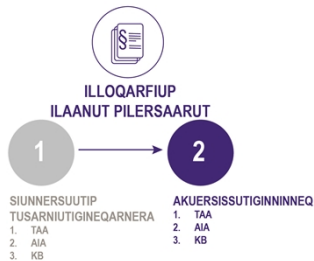 §
ILLOQARFIUP
ILAANUT PILERSAARUT
1
2
SIUNNERSUUTIP
TUSARNIUTIGINEQARNERA
1. TAA
2. AIA
3. KB
AKUERSISSUTIGINNINNEQ
1. TAA
2. AIA
3. KB